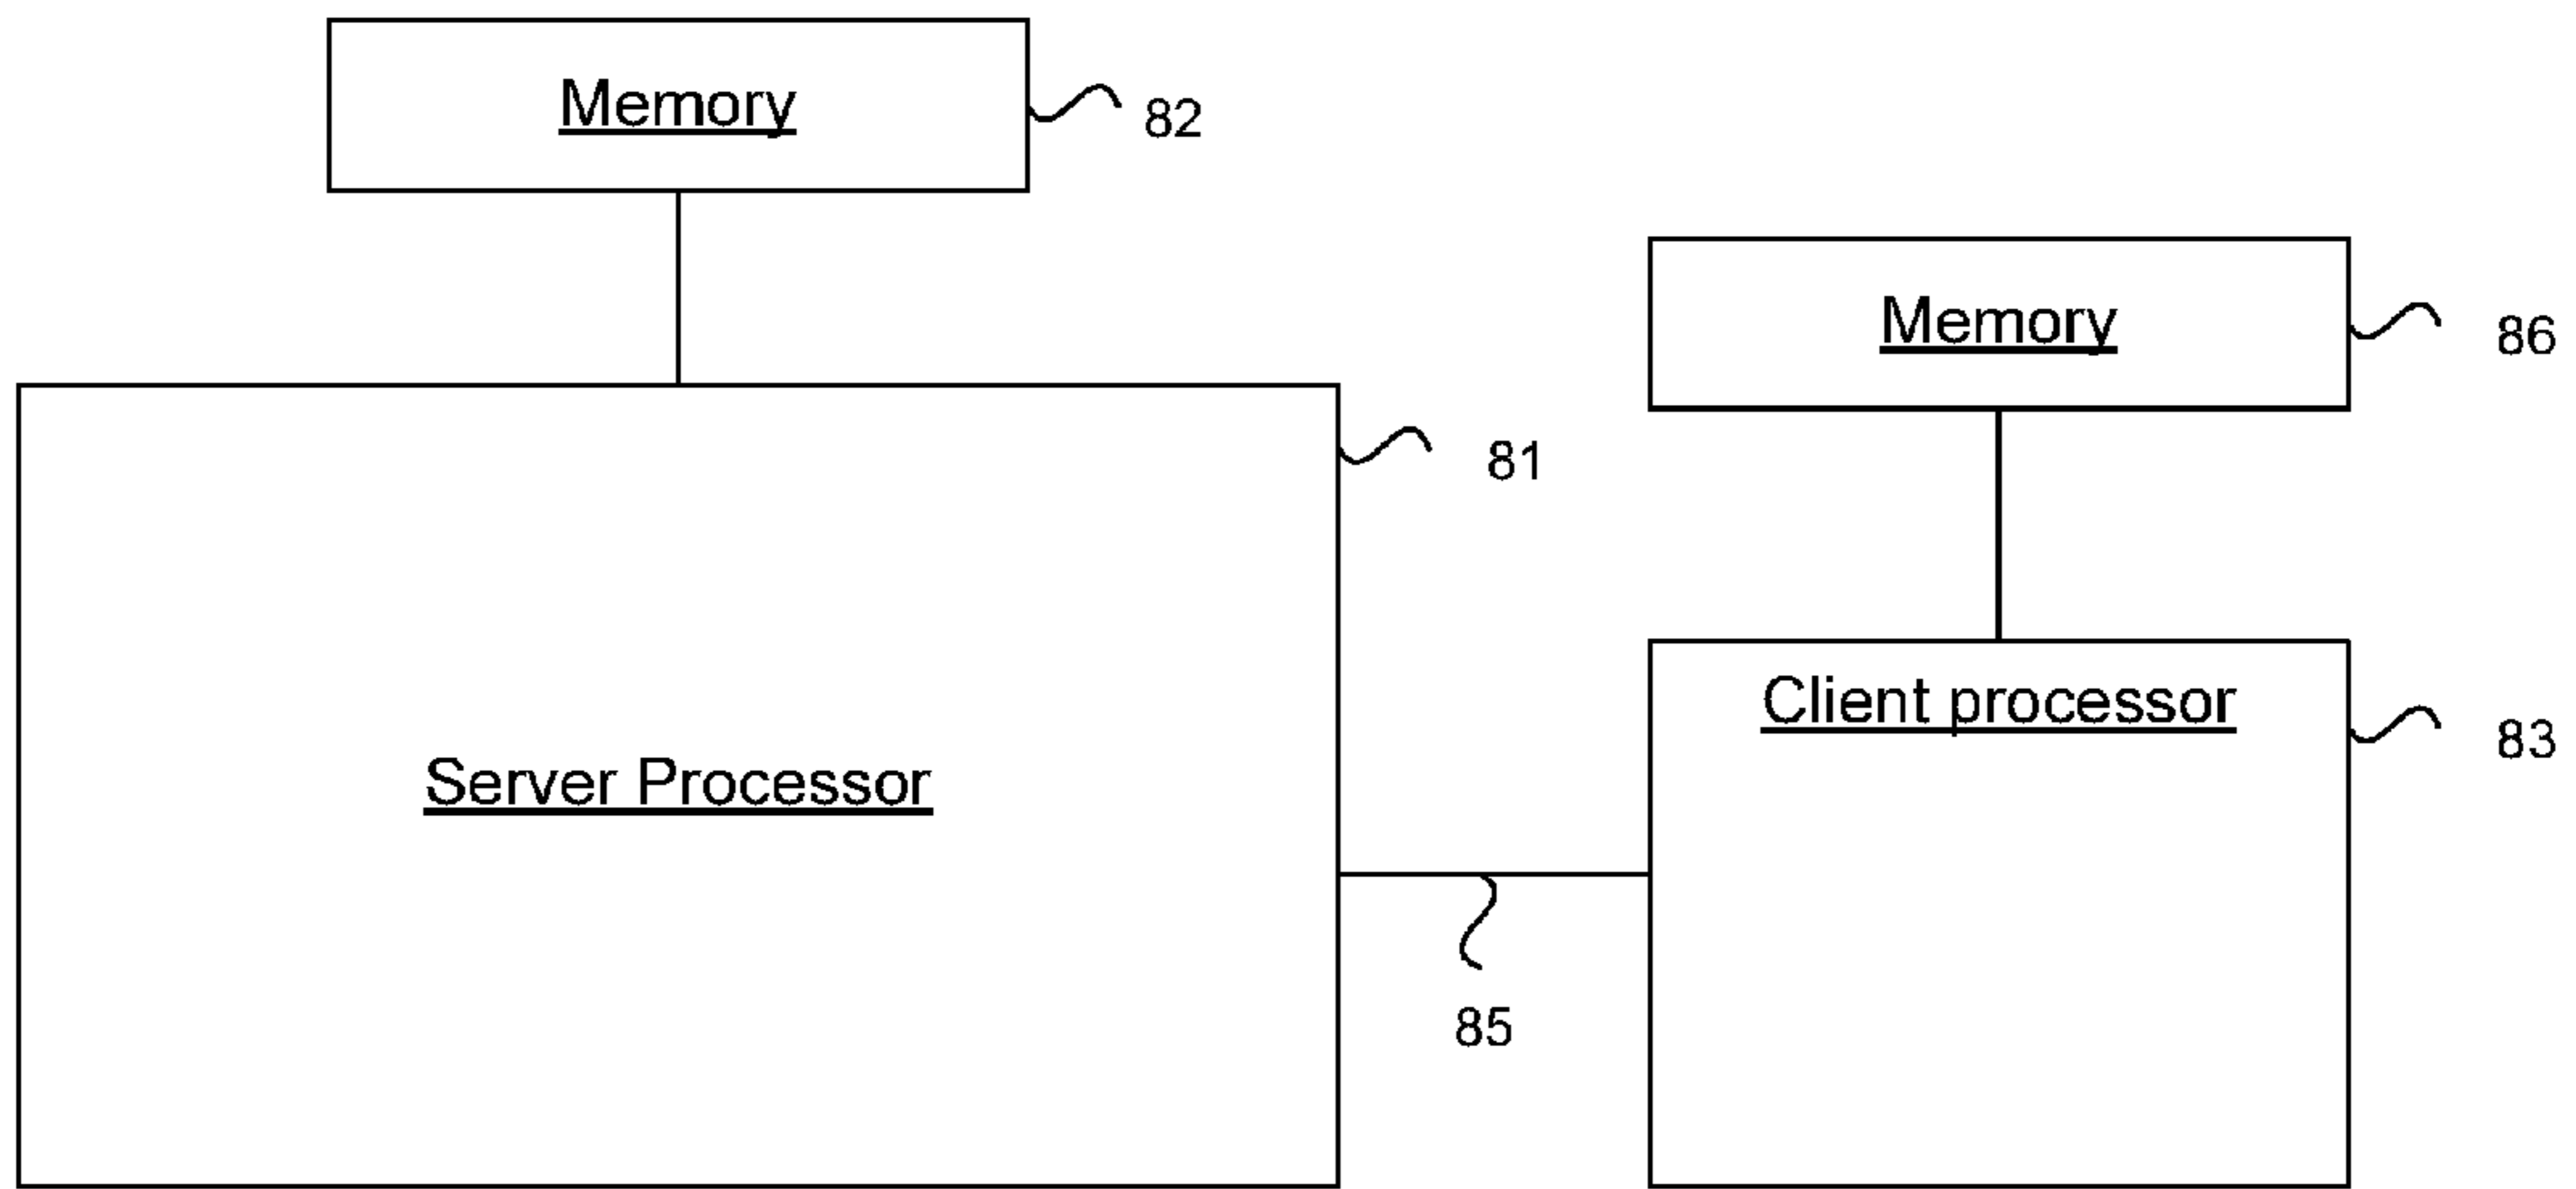 Memory
82
Memory
86
81
Client processor
83
Server Processor
85